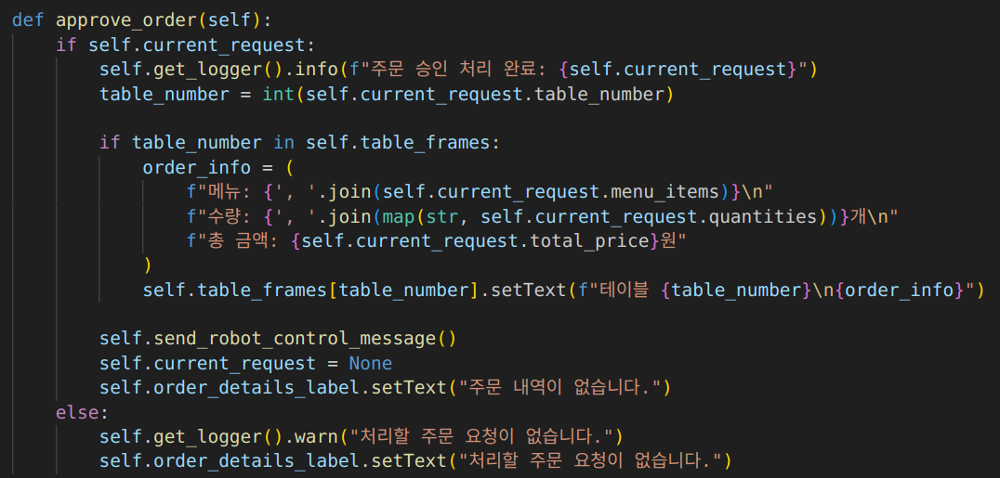 def approve_order(self):
    if self.current_request:
        self.get_logger().info(f"주문 승인 처리 완료: {self.current_request}")
        table_number = int(self.current_request.table_number)

        if table_number in self.table_frames:
            order_info = (
                f"메뉴: {', '.join(self.current_request.menu_items)}\n"
                f"수량: {', '.join(map(str, self.current_request.quantities))}개\n"
                f"총 금액: {self.current_request.total_price}원"
            )
            self.table_frames[table_number].setText(f"테이블 {table_number}\n{order_info}")

        self.send_robot_control_message()
        self.current_request = None
        self.order_details_label.setText("주문 내역이 없습니다.")
    else:
        self.get_logger().warn("처리할 주문 요청이 없습니다.")
        self.order_details_label.setText("처리할 주문 요청이 없습니다.")